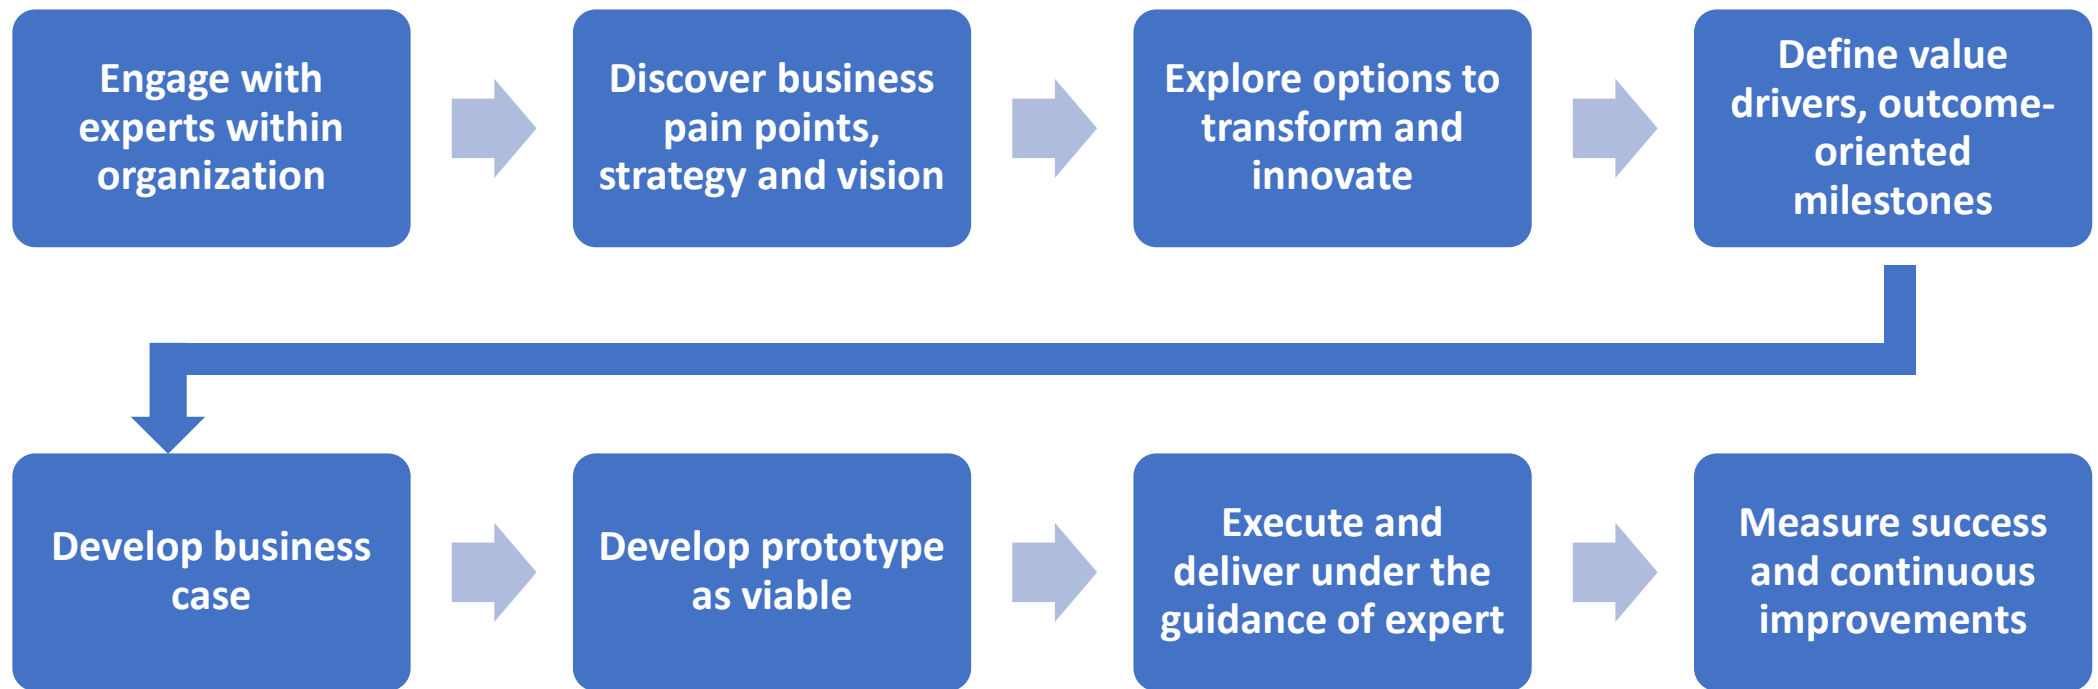 Engage with
experts within
organization
Discover business
pain points,
strategy and vision
Explore options to
transform and
innovate
Define value
drivers, outcome-
oriented
milestones
Develop business
case
Develop prototype
as viable
Execute and
deliver under the
guidance of expert
Measure success
and continuous
improvements